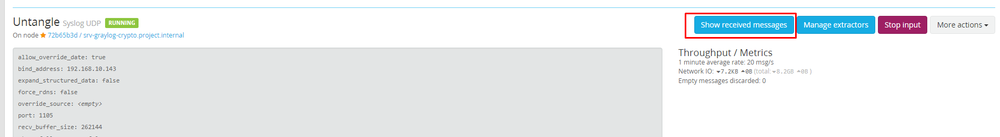 Untangle Syslog UDP RUNNING
Show received messages Manage extractors Stop input More actions
On node 72b65b3d / srv-graylog-crypto.project.internal
allow_override_date: true
bind_address: 192.168.10.143
expand_structured_data: false
force_rdns: false
override_source: <empty>
port: 1105
recv_buffer_size: 262144
Throughput / Metrics
1 minute average rate: 20 msg/s
Network IO: 7.2KB 0B (total: 8.2GB 0B )
Empty messages discarded: 0